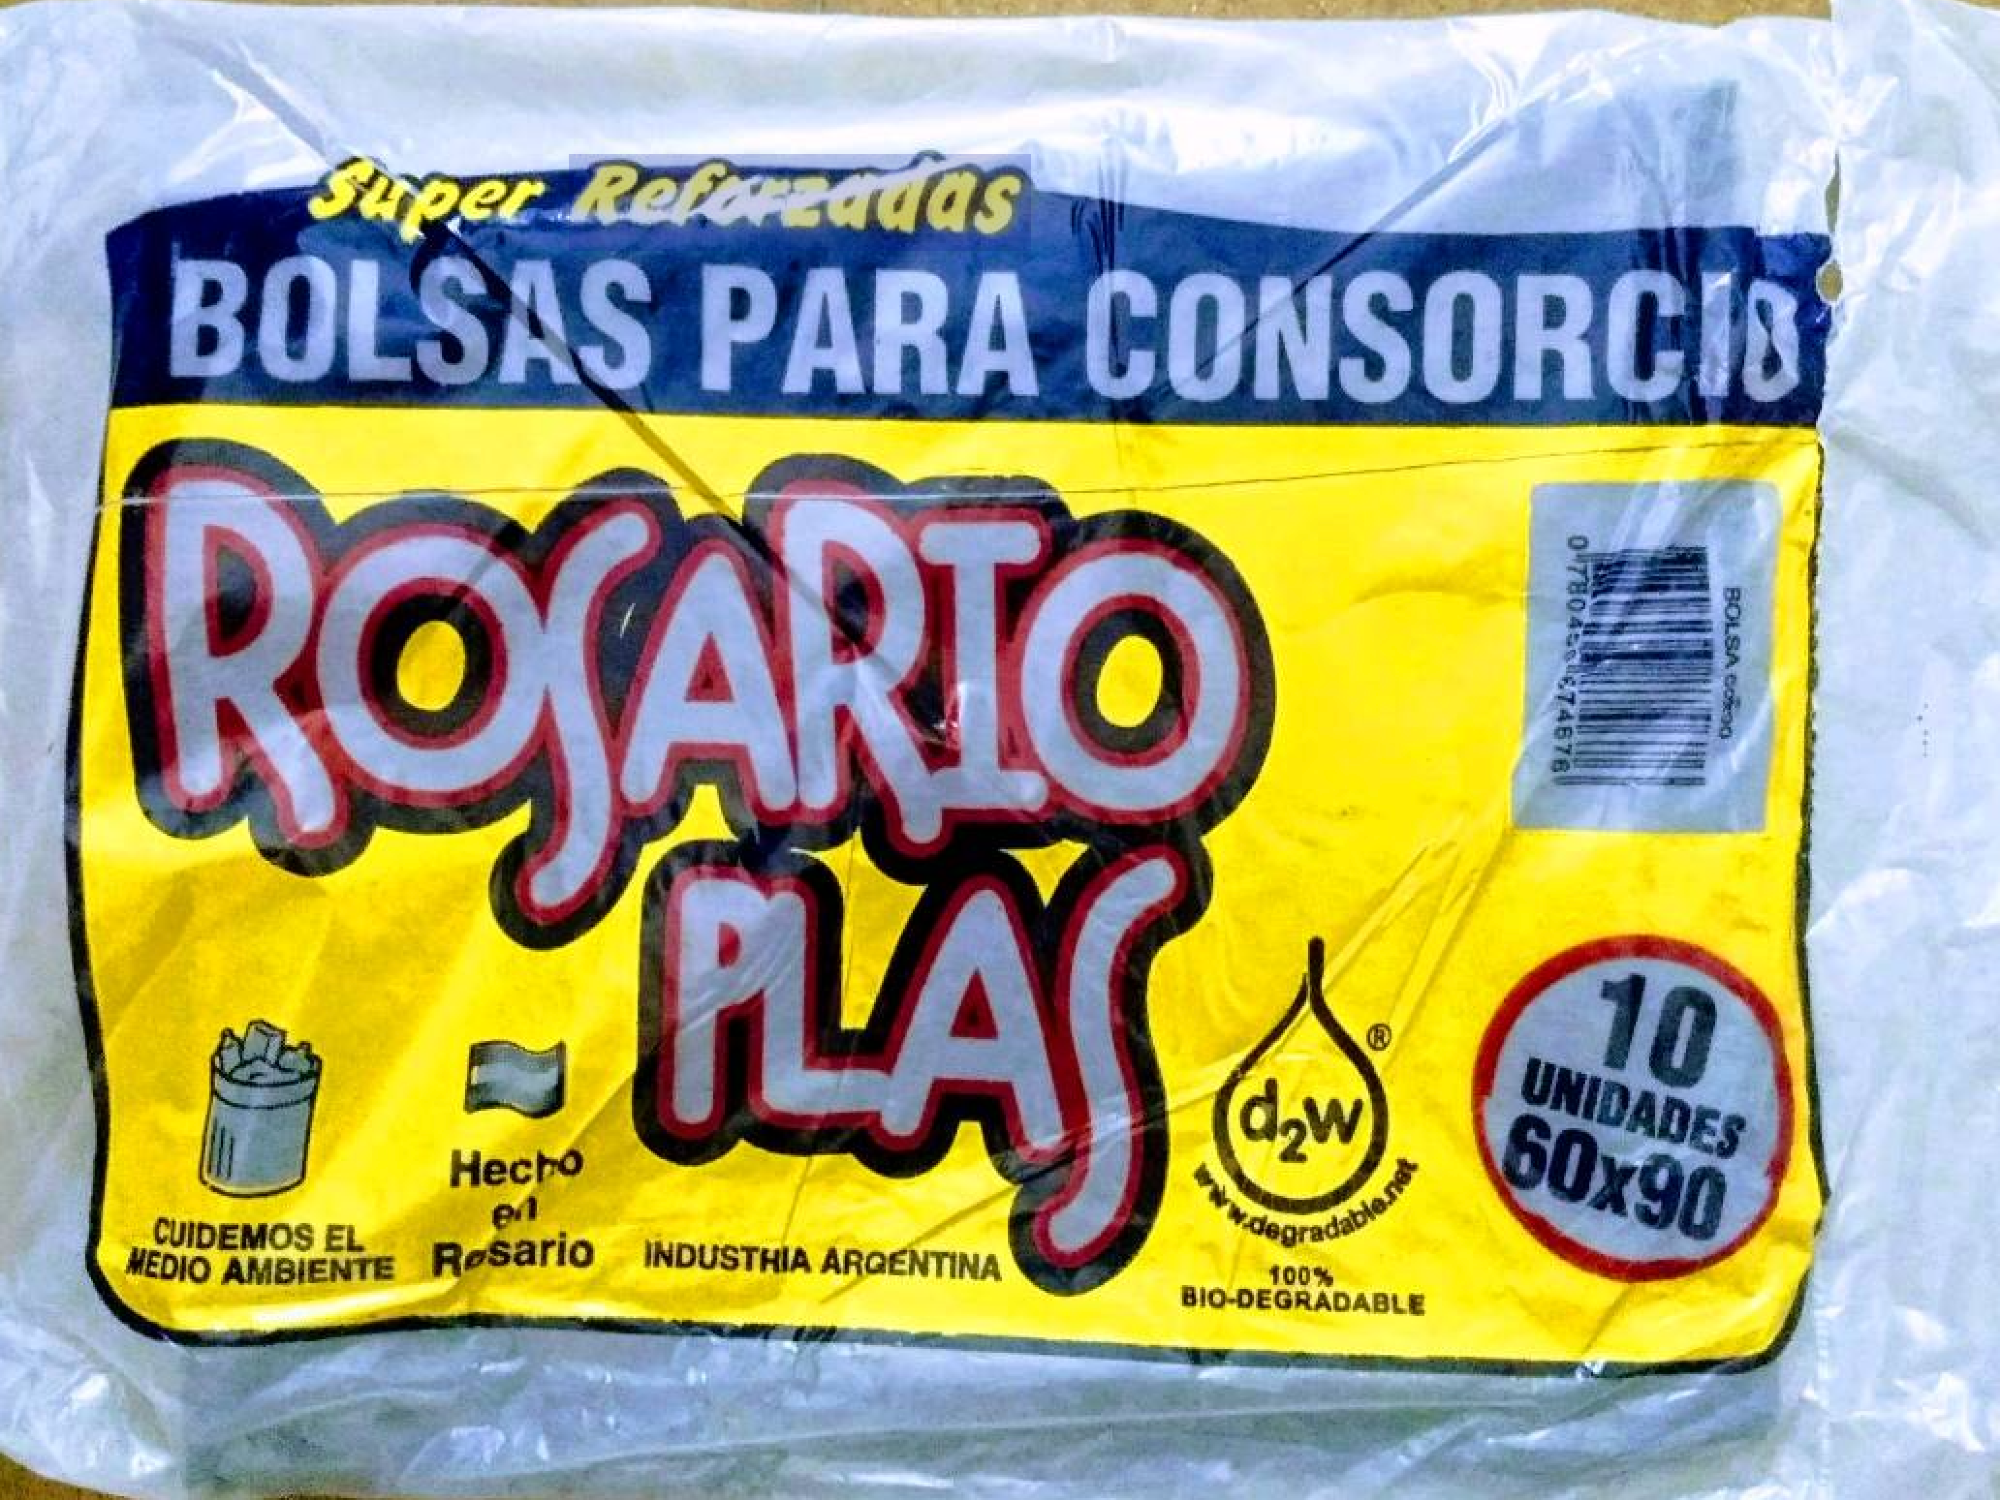 Super Reforzadas
BOLSAS PARA CONSORCIO
ROSARIO
PLAS
BOLSA 60x90
10
UNIDADES
60x90
d2w
®
www.degradable.net
100%
BIO-DEGRADABLE
CUIDEMOS EL
MEDIO AMBIENTE
Hecho
en
Rosario
INDUSTRIA ARGENTINA